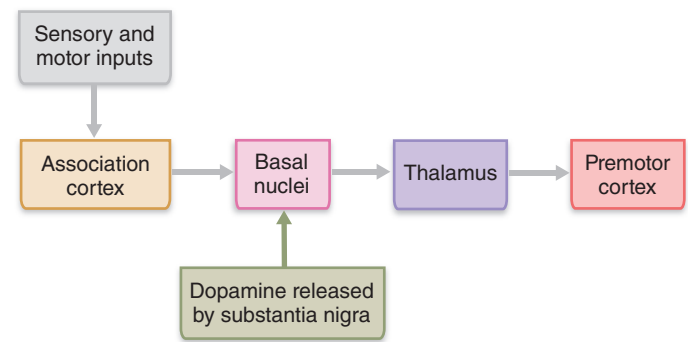 Sensory and
motor inputs
Association
cortex
Basal
nuclei
Thalamus
Premotor
cortex
Dopamine released
by substantia nigra